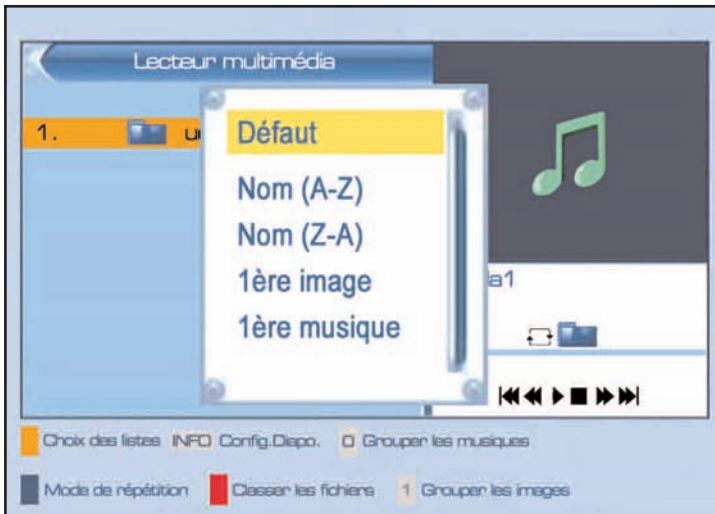 Lecteur multimédia
1.
Défaut
Nom (A-Z)
Nom (Z-A)
1ère image
1ère musique
Choix des listes INFO Config.Diapo. 0 Grouper les musiques
Mode de répétition Classer les fichiers 1 Grouper les images